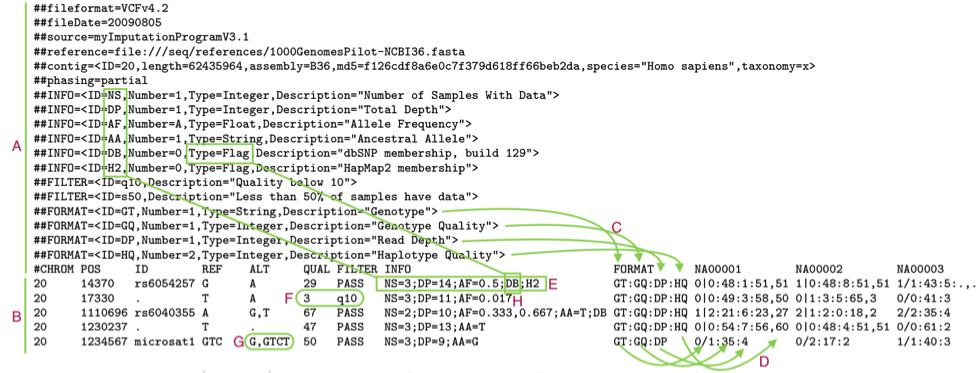 ##fileformat=VCFv4.2
##fileDate=20090805
##source=myImputationProgramV3.1
##reference=file:///seq/references/1000GenomesPilot-NCBI36.fasta
##contig=<ID=20,length=62435964,assembly=B36,md5=f126cdf8a6e0c7f379d618ff66beb2da,species="Homo sapiens",taxonomy=x>
##phasing=partial
##INFO=<ID=NS,Number=1,Type=Integer,Description="Number of Samples With Data">
##INFO=<ID=DP,Number=1,Type=Integer,Description="Total Depth">
##INFO=<ID=AF,Number=A,Type=Float,Description="Allele Frequency">
A ##INFO=<ID=AA,Number=1,Type=String,Description="Ancestral Allele">
##INFO=<ID=DB,Number=0,Type=Flag,Description="dbSNP membership, build 129">
##INFO=<ID=H2,Number=0,Type=Flag,Description="HapMap2 membership">
##FILTER=<ID=q10,Description="Quality below 10">
##FILTER=<ID=s50,Description="Less than 50% of samples have data">
##FORMAT=<ID=GT,Number=1,Type=String,Description="Genotype">
##FORMAT=<ID=GQ,Number=1,Type=Integer,Description="Genotype Quality"> C
##FORMAT=<ID=DP,Number=1,Type=Integer,Description="Read Depth">
##FORMAT=<ID=HQ,Number=2,Type=Integer,Description="Haplotype Quality">
#CHROM POS ID REF ALT QUAL FILTER INFO FORMAT NA00001 NA00002 NA00003
20 14370 rs6054257 G A 29 PASS NS=3;DP=14;AF=0.5;DB;H2 E GT:GQ:DP:HQ 0|0:48:1:51,51 1|0:48:8:51,51 1/1:43:5:.,.
20 17330 . T A F 3 q10 NS=3;DP=11;AF=0.017 H GT:GQ:DP:HQ 0|0:49:3:58,50 0|1:3:5:65,3 0/0:41:3
B 20 1110696 rs6040355 A G,T 67 PASS NS=2;DP=10;AF=0.333,0.667;AA=T;DB GT:GQ:DP:HQ 1|2:21:6:23,27 2|1:2:0:18,2 2/2:35:4
20 1230237 . T . 47 PASS NS=3;DP=13;AA=T GT:GQ:DP:HQ 0|0:54:7:56,60 0|0:48:4:51,51 0/0:61:2
20 1234567 microsat1 GTC G G,GTCT 50 PASS NS=3;DP=9;AA=G GT:GQ:DP 0/1:35:4 0/2:17:2 1/1:40:3
D